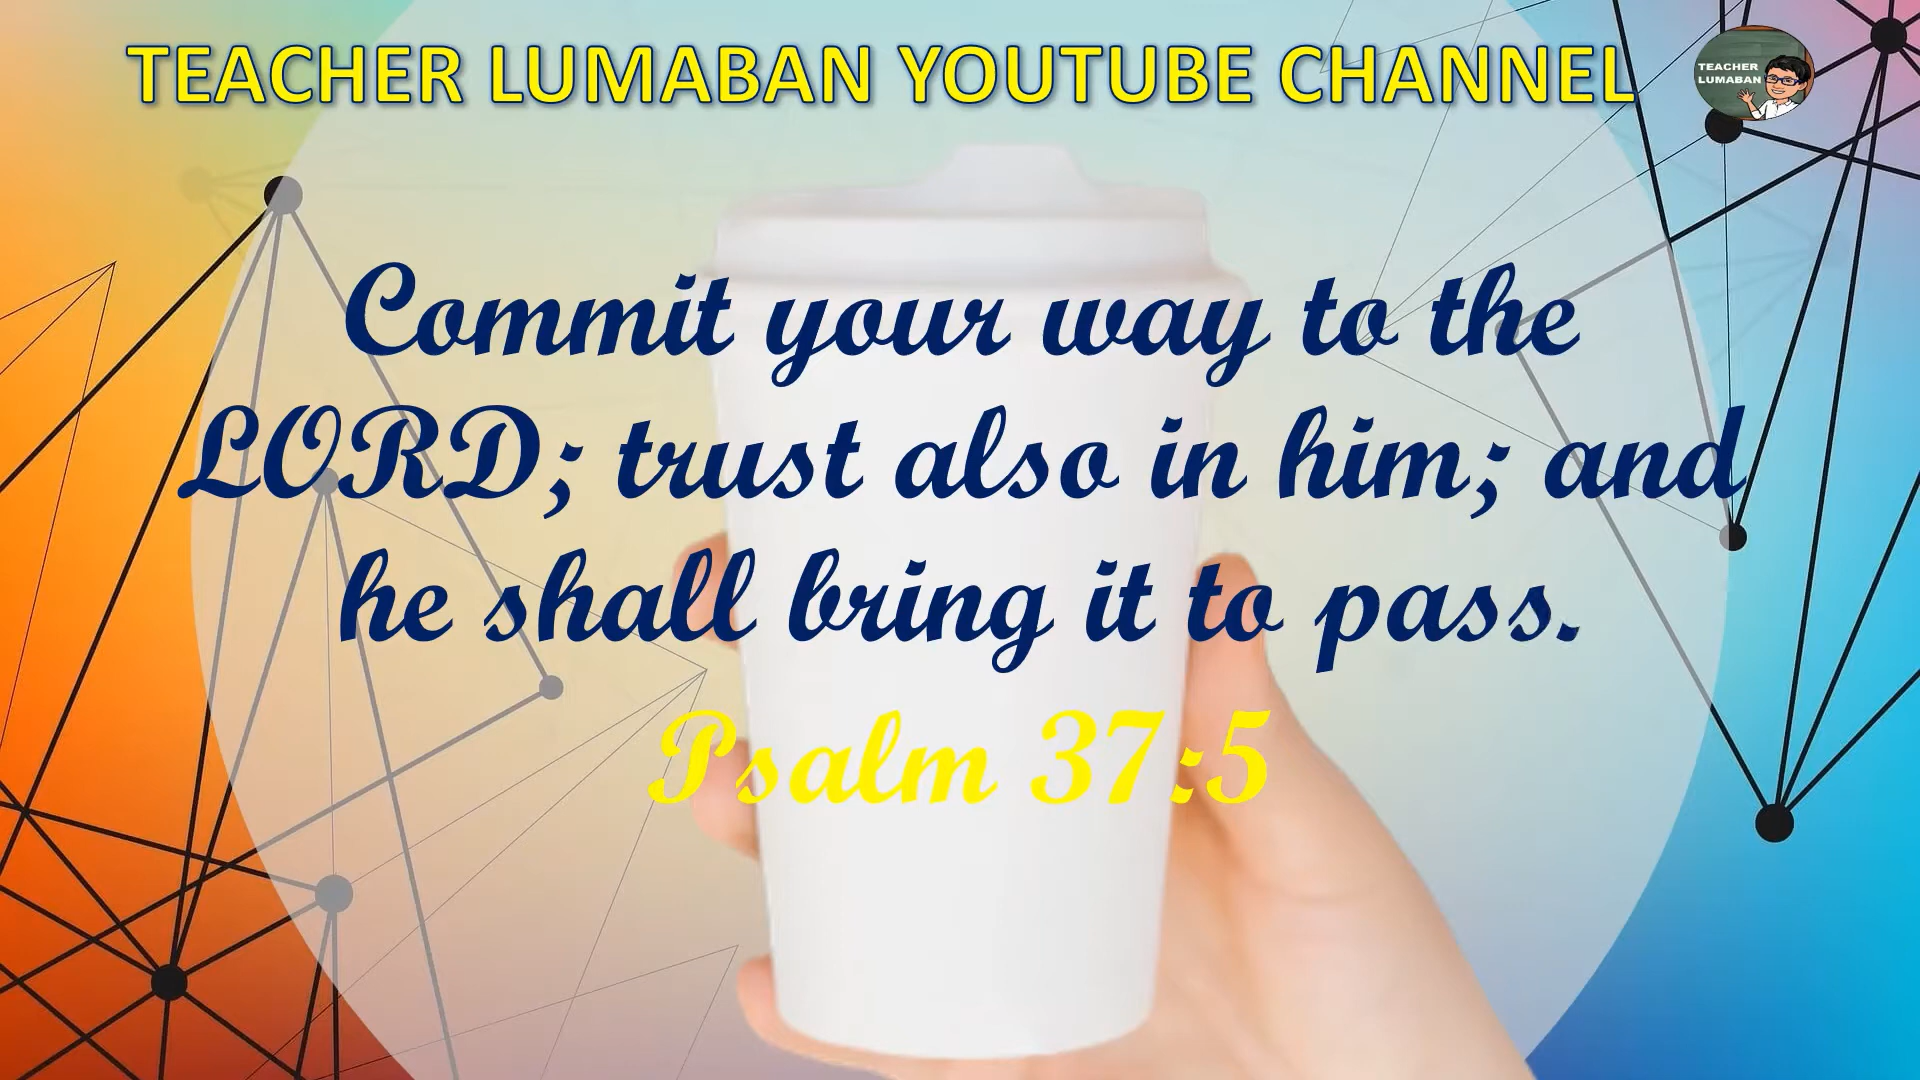 TEACHER LUMABAN YOUTUBE CHANNEL
TEACHER
LUMABAN
Commit your way to the
LORD; trust also in him; and
he shall bring it to pass.
Psalm 37:5